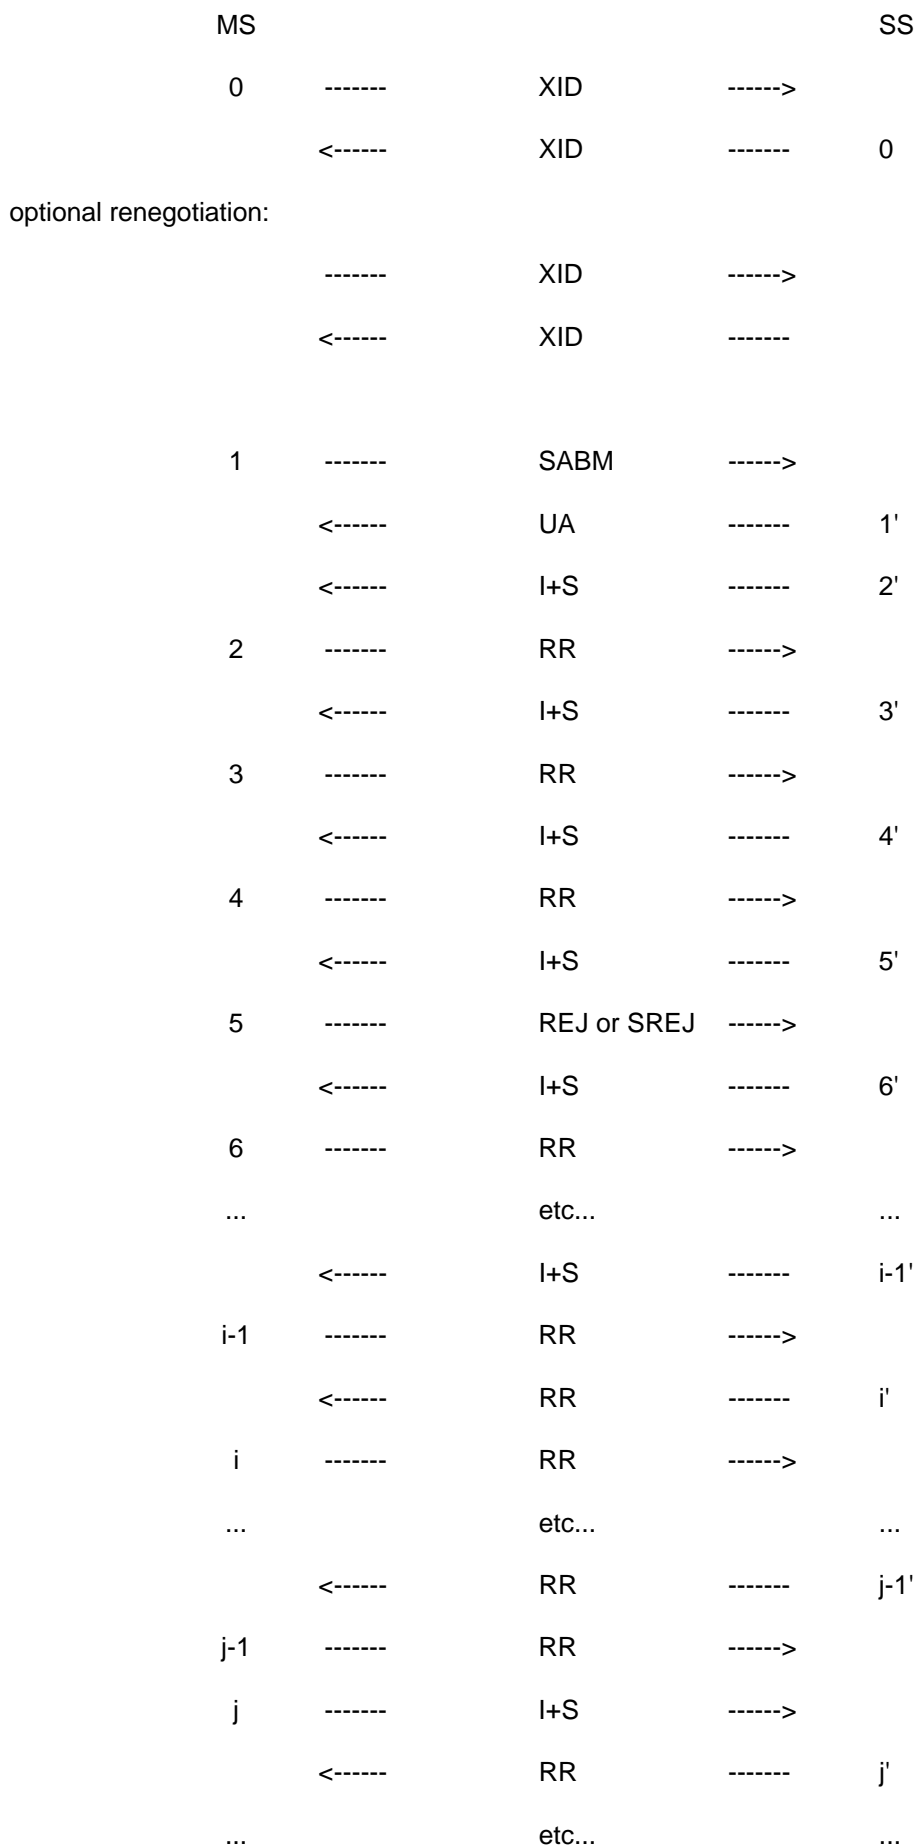 MS SS
0 ------- XID ------>
<------ XID ------- 0
optional renegotiation:
------- XID ------>
<------ XID -------
1 ------- SABM ------>
<------ UA ------- 1'
<------ I+S ------- 2'
2 ------- RR ------>
<------ I+S ------- 3'
3 ------- RR ------>
<------ I+S ------- 4'
4 ------- RR ------>
<------ I+S ------- 5'
5 ------- REJ or SREJ ------>
<------ I+S ------- 6'
6 ------- RR ------>
... etc... ...
<------ I+S ------- i-1'
i-1 ------- RR ------>
<------ RR ------- i'
i ------- RR ------>
... etc... ...
<------ RR ------- j-1'
j-1 ------- RR ------>
j ------- I+S ------>
<------ RR ------- j'
... etc... ...